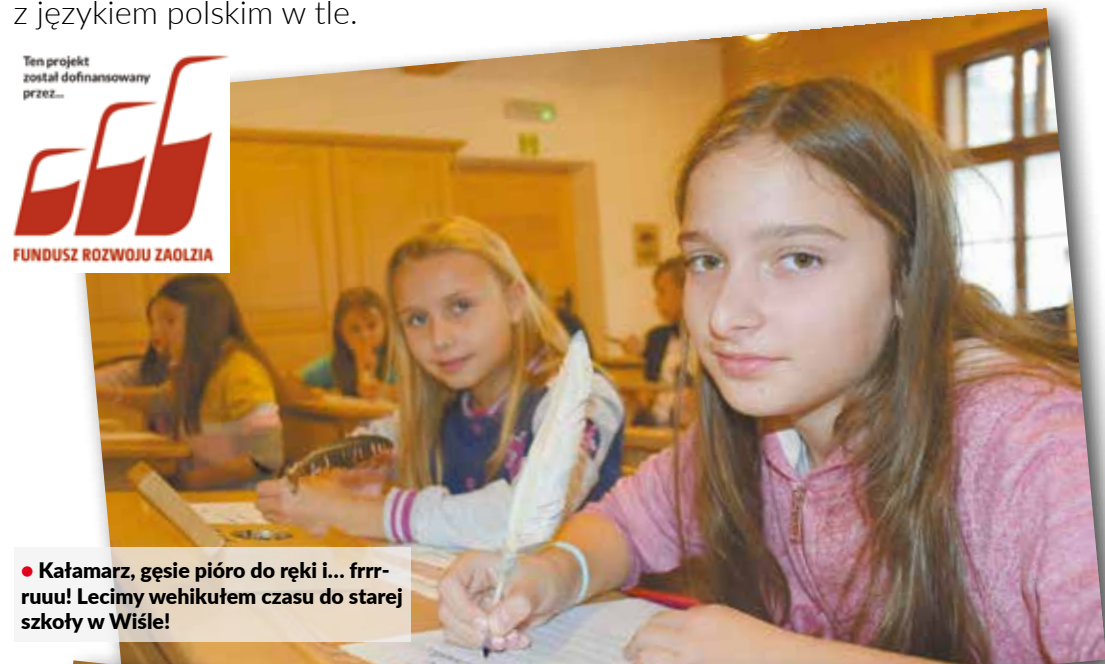 z językiem polskim w tle.
Ten projekt
został dofinansowany
przez...
FUNDUSZ ROZWOJU ZAOLZIA
• Kałamarz, gęsie pióro do ręki i... frrr-
ruuu! Lecimy wehikułem czasu do starej
szkoły w Wiśle!